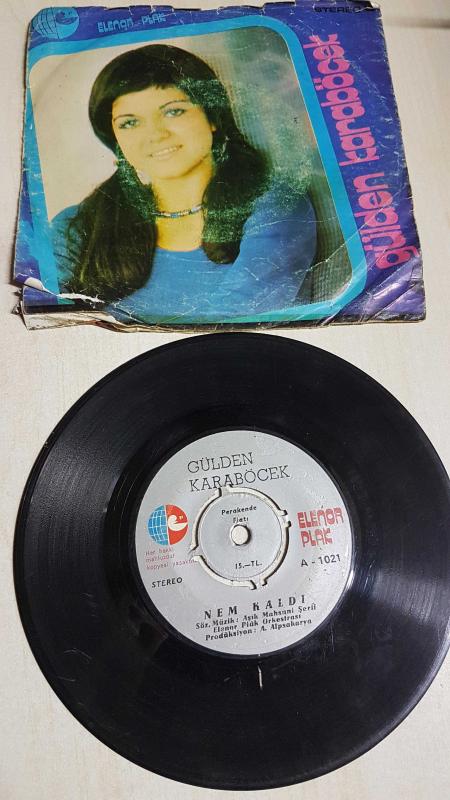 ELENOR PLAK
STEREO
gülden karaböcek
GÜLDEN
KARABÖCEK
Perakende
Fiatı
15.—TL.
Her hakkı
mahfuzdur
kopyesi yasaktır
STEREO
ELENOR
PLAK
A - 1021
NEM KALDI
Söz, Müzik: Aşık Mahsuni Şerif
Elenor Plâk Orkestrası
Prodüksiyon: A. Alpsakarya